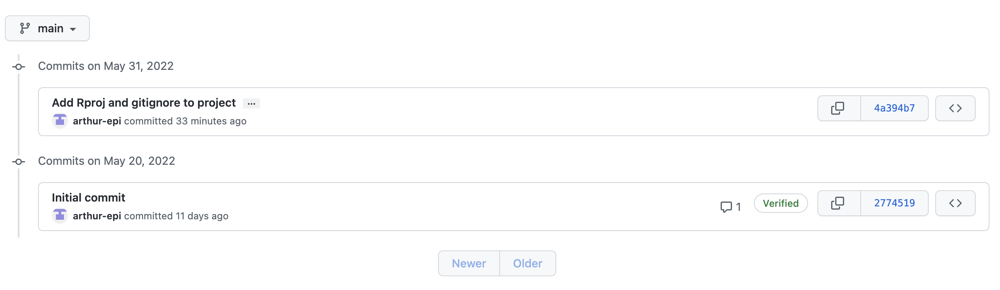 main
Commits on May 31, 2022
Add Rproj and gitignore to project ...
4a394b7
arthur-epi committed 33 minutes ago
Commits on May 20, 2022
Initial commit
1 Verified 2774519
arthur-epi committed 11 days ago
Newer Older